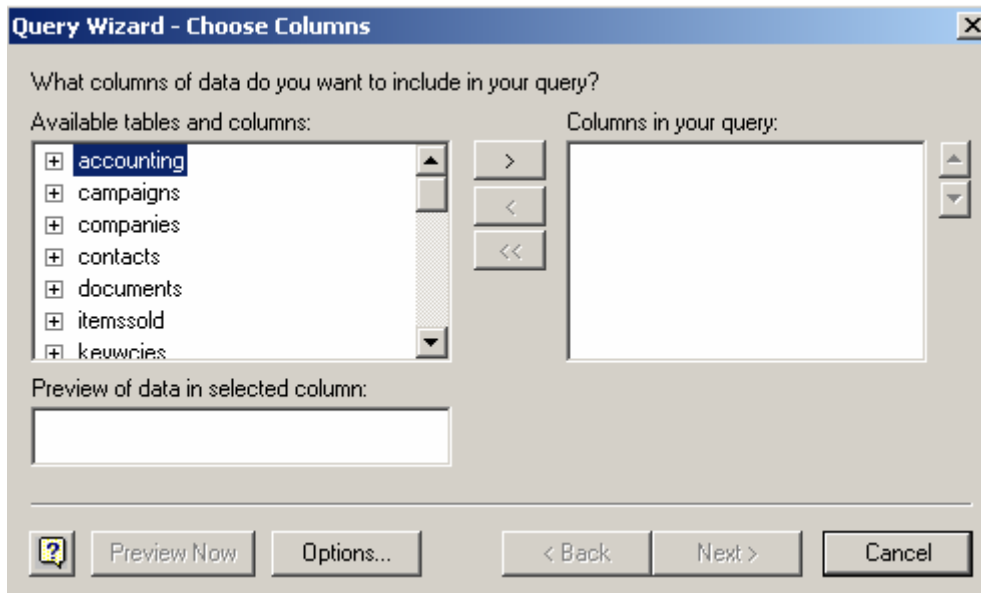 Query Wizard - Choose Columns
What columns of data do you want to include in your query?
Available tables and columns:
Columns in your query:
accounting
campaigns
companies
contacts
documents
itemssold
>
<
<<
Preview of data in selected column:
?
Preview Now
Options...
< Back
Next >
Cancel